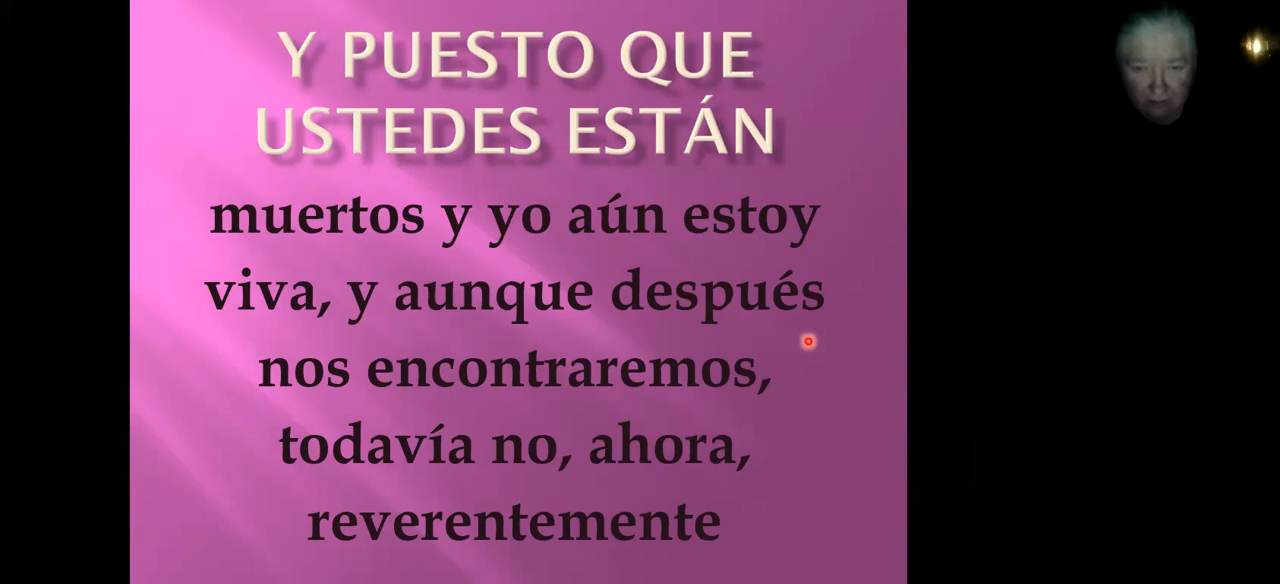 Y PUESTO QUE
USTEDES ESTÁN
muertos y yo aún estoy
viva, y aunque después
nos encontraremos,
todavía no, ahora,
reverentemente